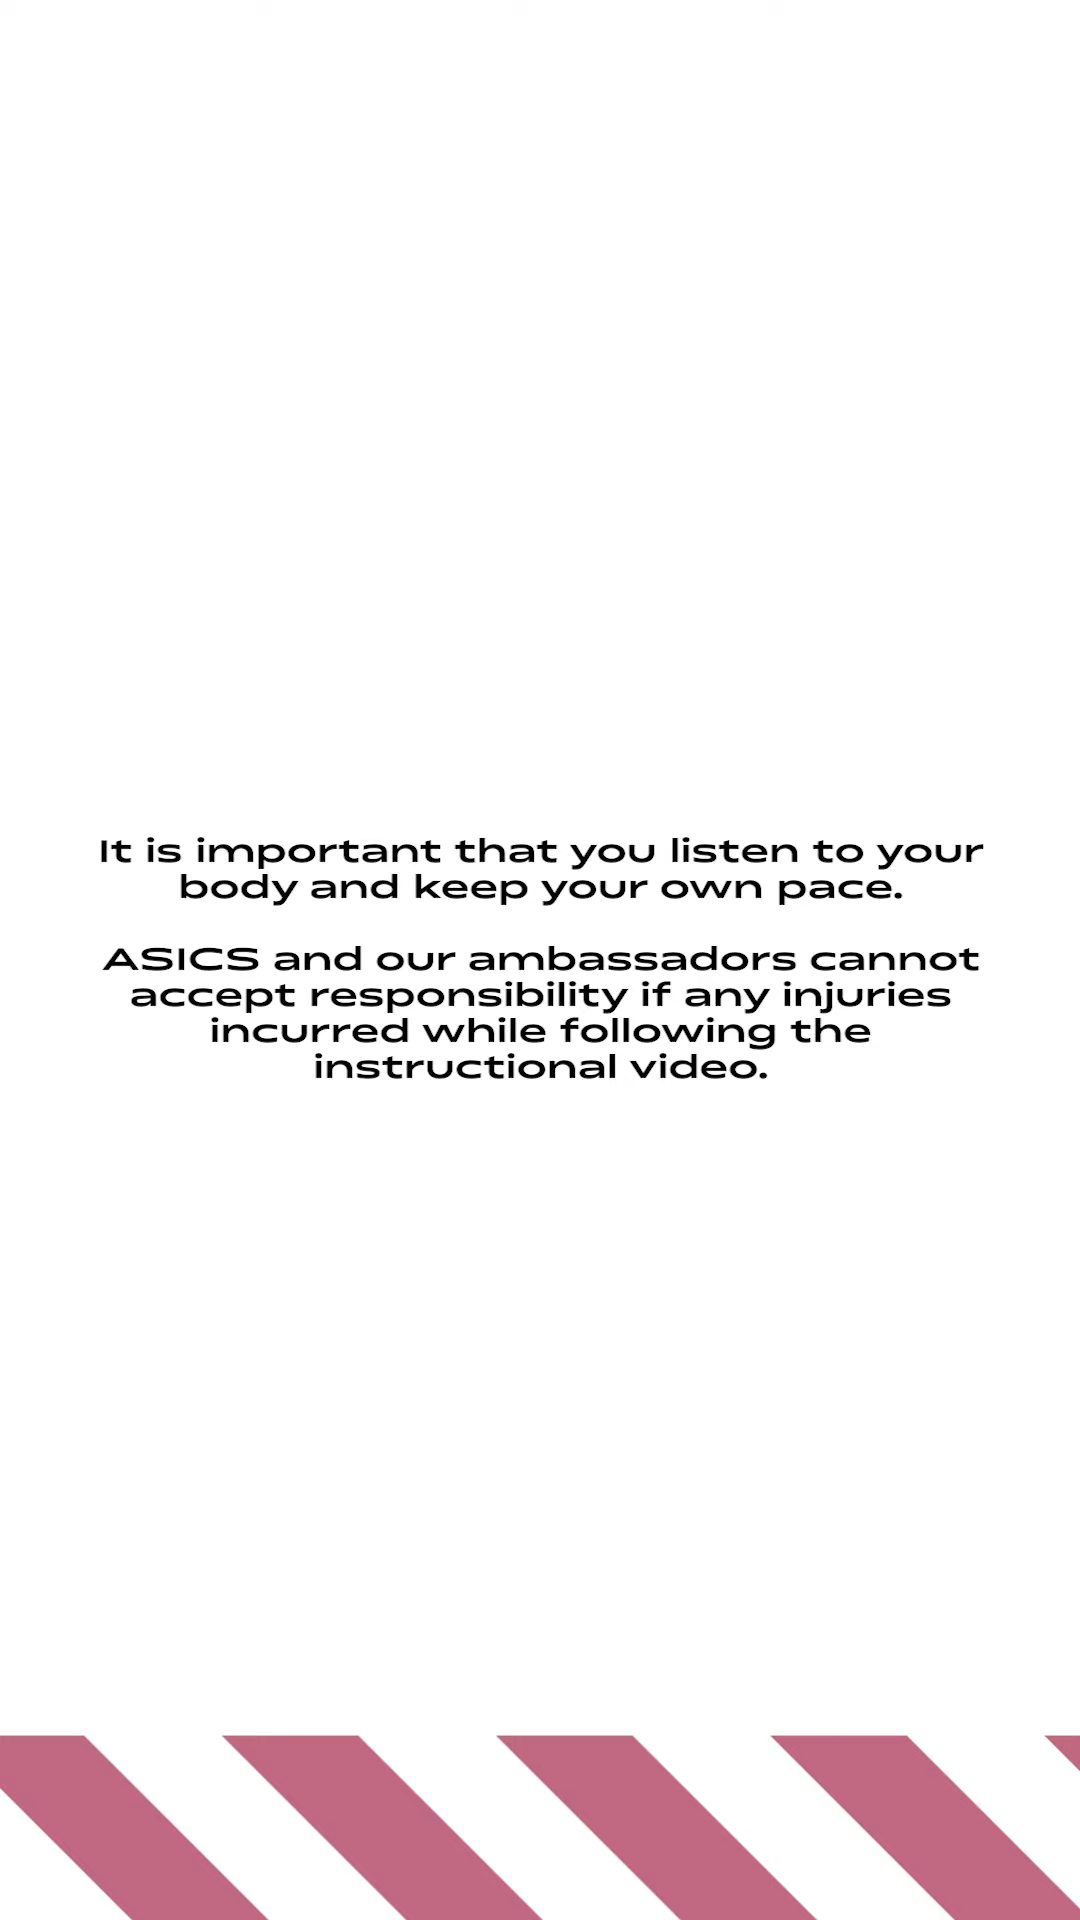 It is important that you listen to your
body and keep your own pace.
ASICS and our ambassadors cannot
accept responsibility if any injuries
incurred while following the
instructional video.